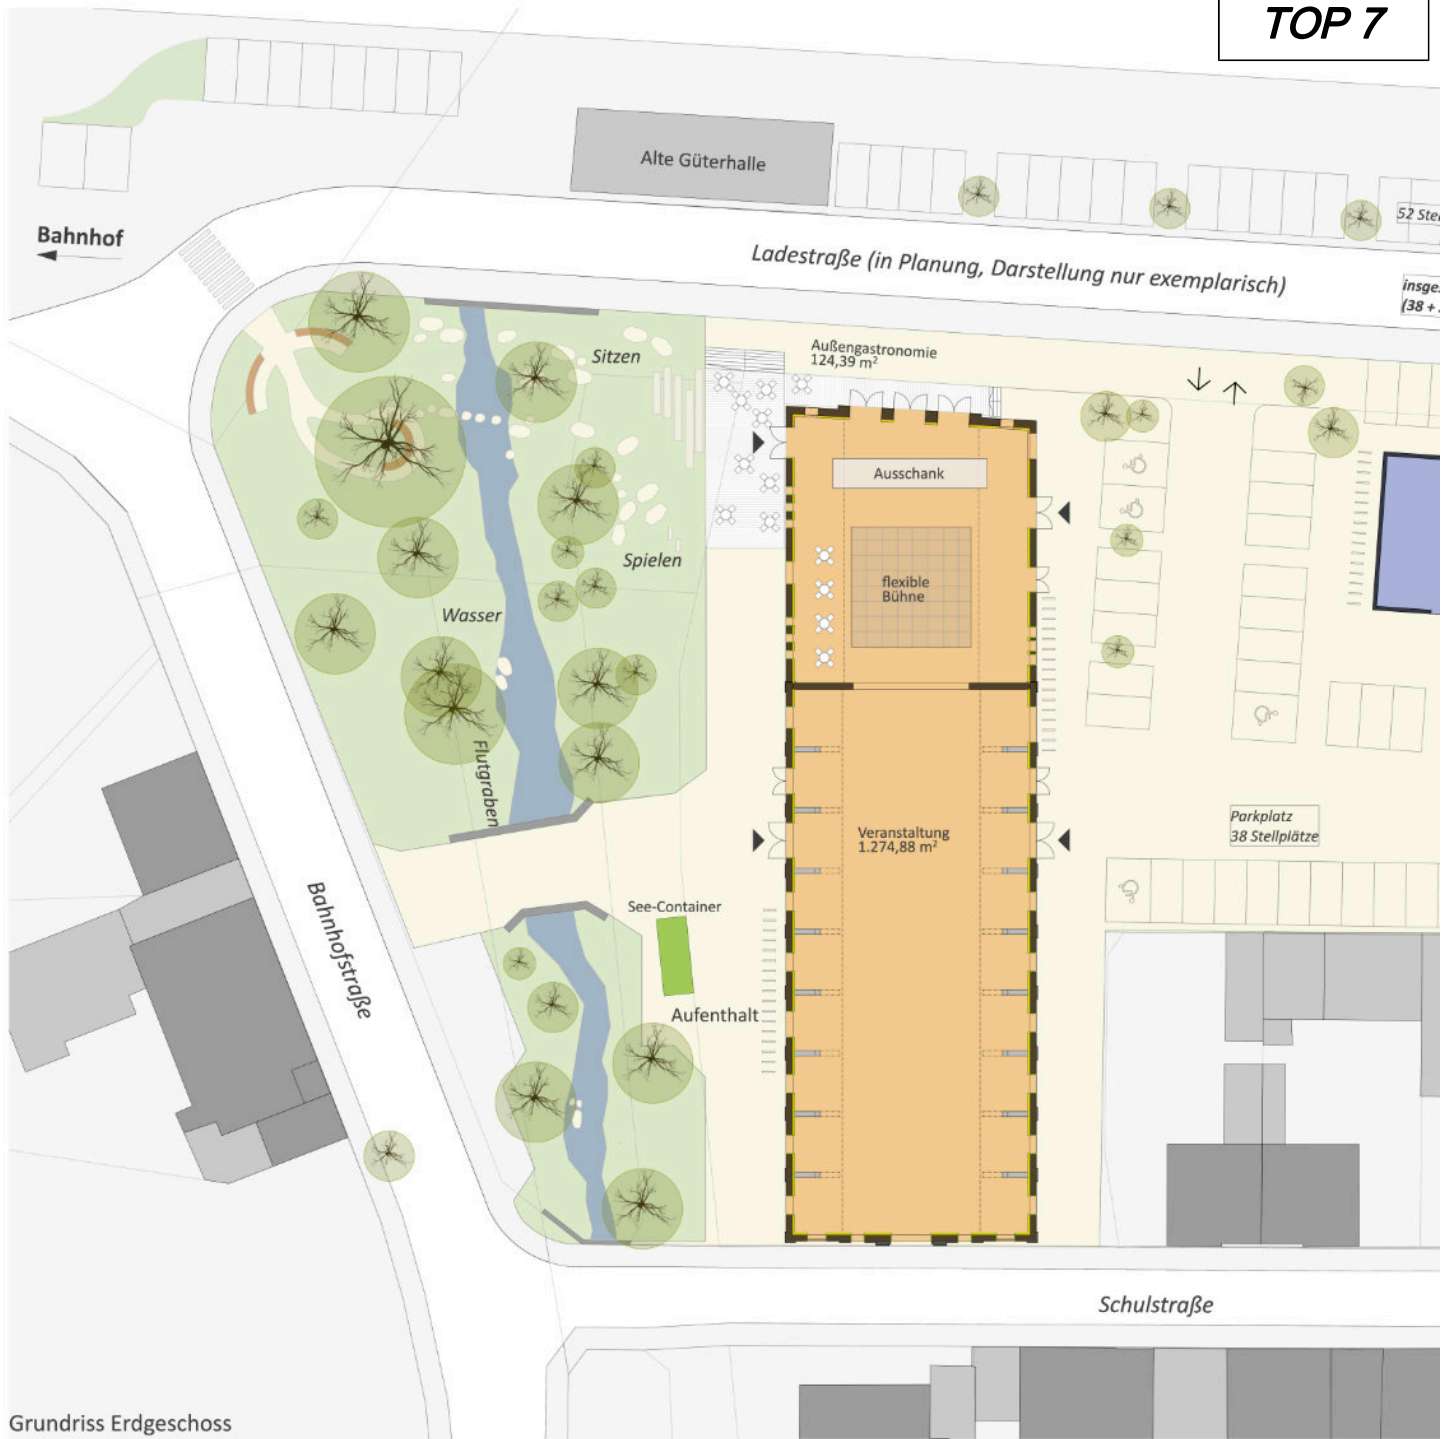 TOP 7
Alte Güterhalle
Bahnhof
52 Ste
Ladestraße (in Planung, Darstellung nur exemplarisch)
insge
(38 +
Außengastronomie
124,39 m²
Sitzen
Ausschank
Spielen
flexible
Bühne
Wasser
Flutgraben
Parkplatz
38 Stellplätze
Veranstaltung
1.274,88 m²
See-Container
Bahnhofstraße
Aufenthalt
Schulstraße
Grundriss Erdgeschoss